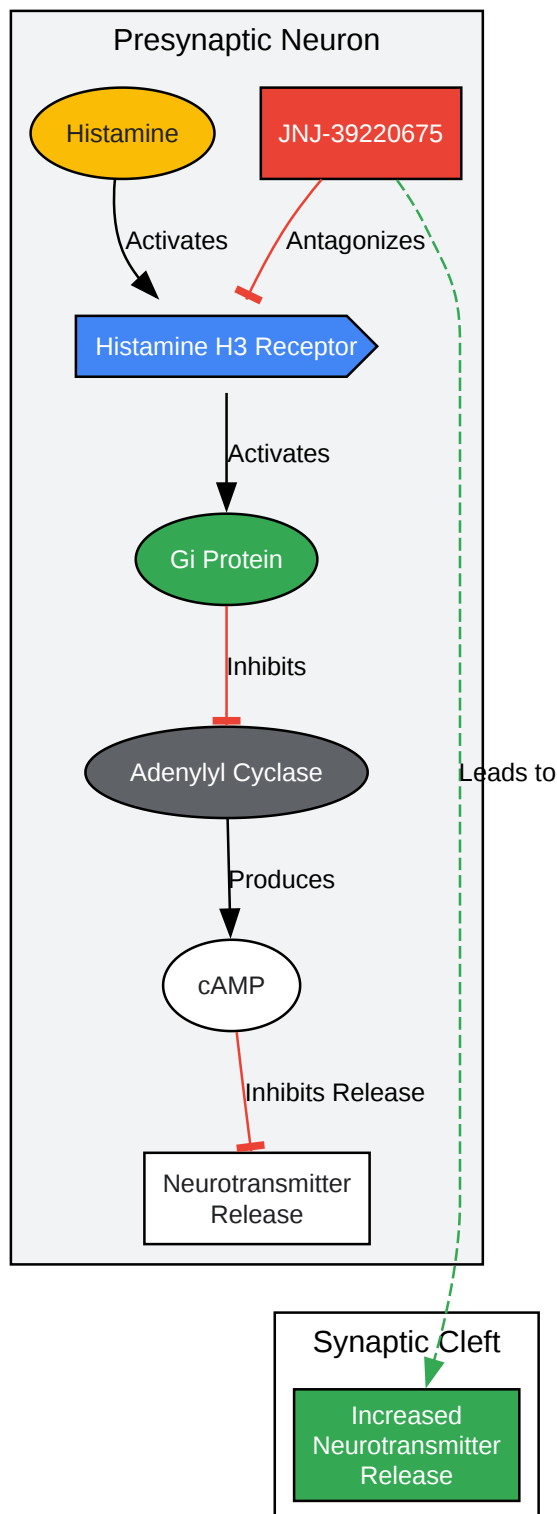 Presynaptic Neuron
Histamine
JNJ-39220675
Activates
Antagonizes
Histamine H3 Receptor
Activates
Gi Protein
Inhibits
Adenylyl Cyclase
Leads to
Produces
cAMP
Inhibits Release
Neurotransmitter
Release
Synaptic Cleft
Increased
Neurotransmitter
Release